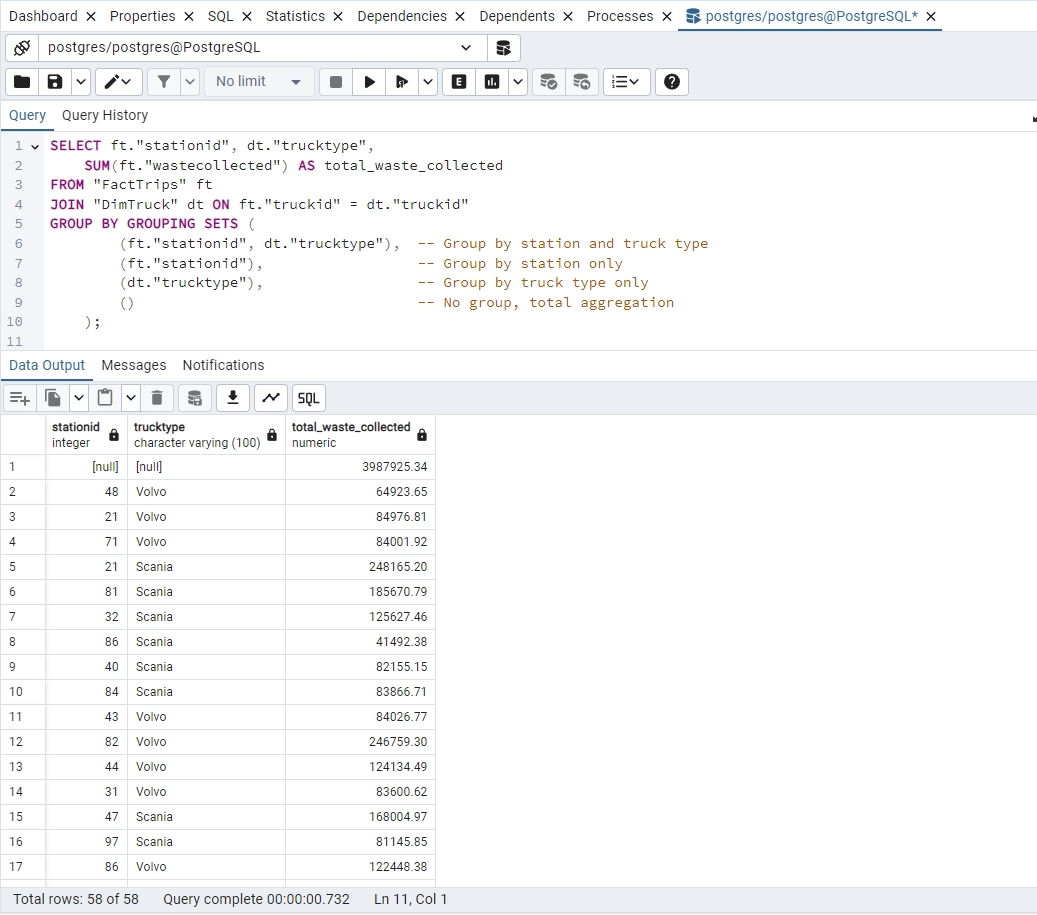 Dashboard Properties SQL Statistics Dependencies Dependents Processes postgres/postgres@PostgreSQL*
postgres/postgres@PostgreSQL
No limit E
Query Query History
1 SELECT ft."stationid", dt."trucktype",
2 SUM(ft."wastecollected") AS total_waste_collected
3 FROM "FactTrips" ft
4 JOIN "DimTruck" dt ON ft."truckid" = dt."truckid"
5 GROUP BY GROUPING SETS (
6 (ft."stationid", dt."trucktype"), -- Group by station and truck type
7 (ft."stationid"), -- Group by station only
8 (dt."trucktype"), -- Group by truck type only
9 () -- No group, total aggregation
10 );
11
Data Output Messages Notifications
SQL
stationid trucktype total_waste_collected
integer character varying (100) numeric
1 [null] [null] 3987925.34
2 48 Volvo 64923.65
3 21 Volvo 84976.81
4 71 Volvo 84001.92
5 21 Scania 248165.20
6 81 Scania 185670.79
7 32 Scania 125627.46
8 86 Scania 41492.38
9 40 Scania 82155.15
10 84 Scania 83866.71
11 43 Volvo 84026.77
12 82 Volvo 246759.30
13 44 Volvo 124134.49
14 31 Volvo 83600.62
15 47 Scania 168004.97
16 97 Scania 81145.85
17 86 Volvo 122448.38
Total rows: 58 of 58 Query complete 00:00:00.732 Ln 11, Col 1